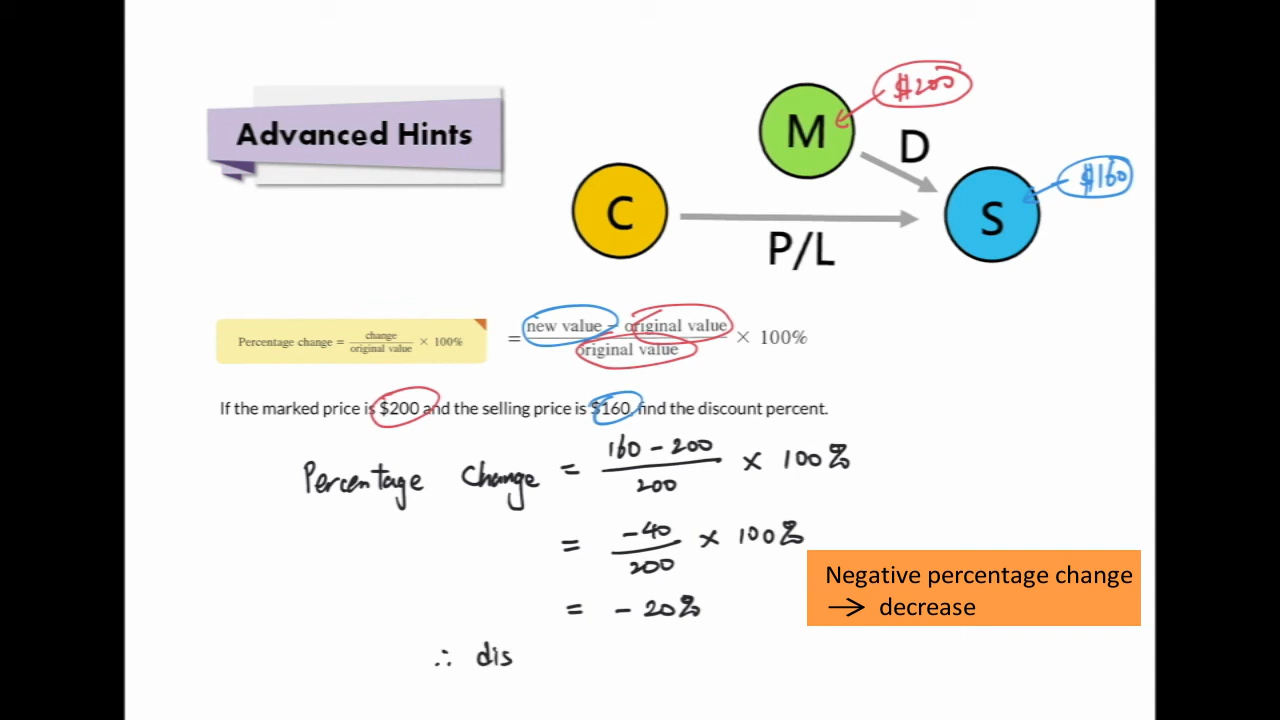 Advanced Hints
M
$200
D
$160
C
S
P/L
Percentage change = change / original value × 100%
= new value - original value / original value × 100%
If the marked price is $200 and the selling price is $160, find the discount percent.
Percentage Change = 160 - 200 / 200 × 100%
= -40 / 200 × 100%
= - 20%
Negative percentage change
→ decrease
∴ dis